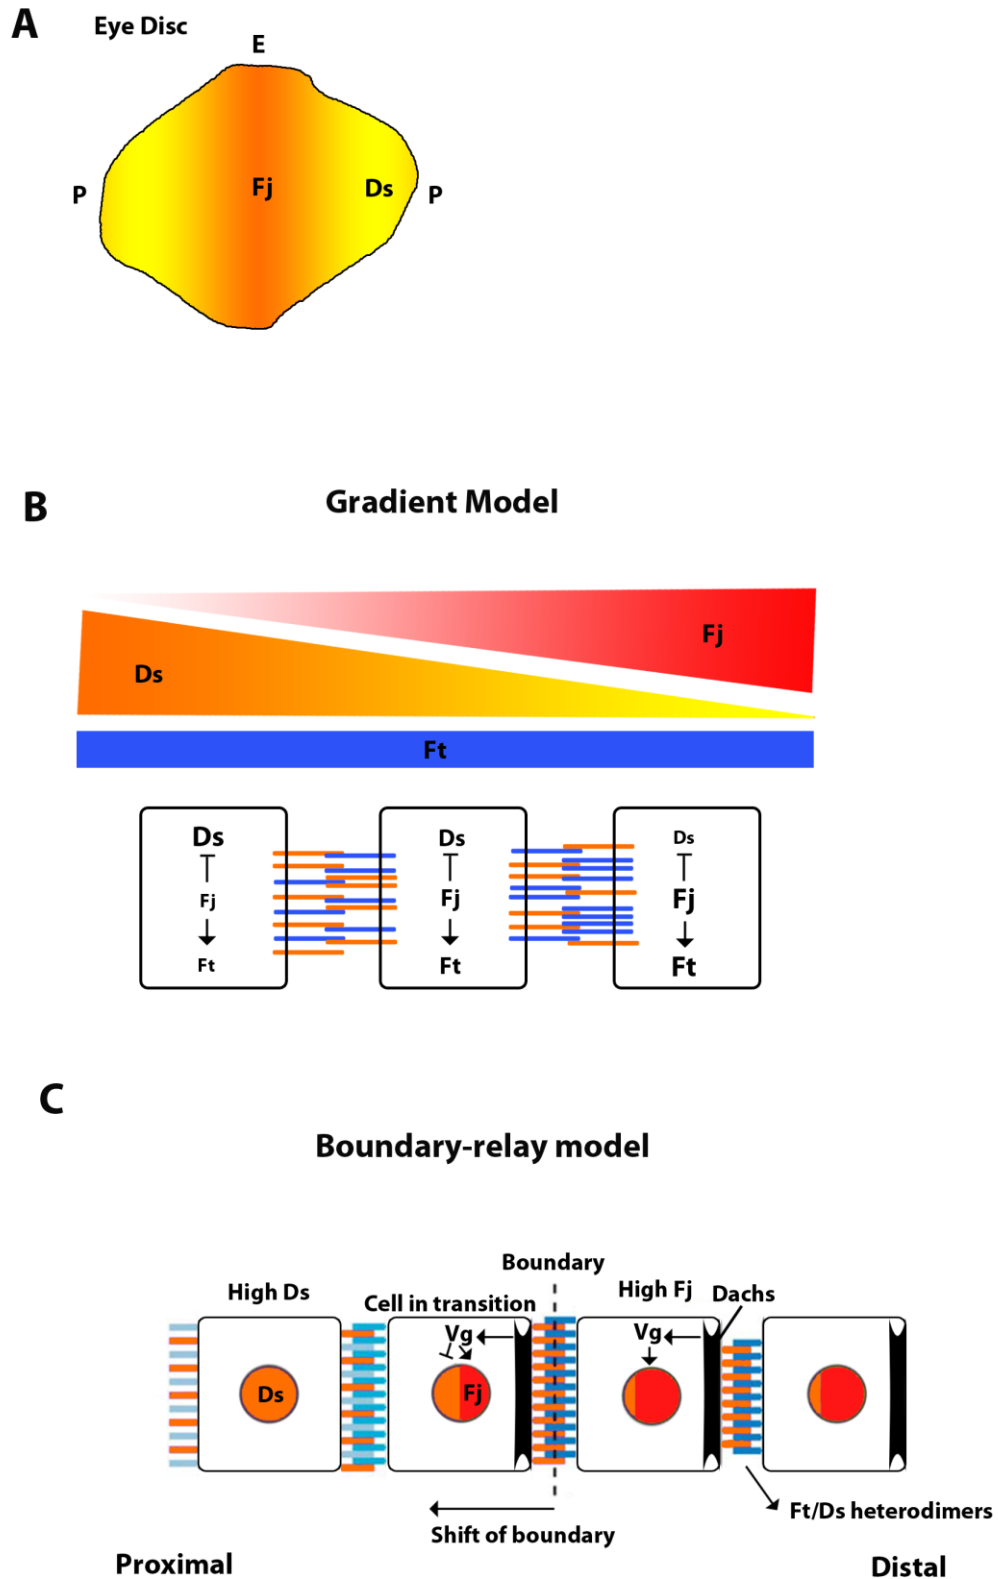 A
Eye Disc
E
P
Fj
Ds
P
B
Gradient Model
Fj
Ds
Ft
Ds
Ds
Ds
Fj
Fj
Fj
Ft
Ft
Ft
C
Boundary-relay model
Boundary
High Ds
High Fj
Dachs
Cell in transition
Vg
Vg
Ds
Fj
Ft/Ds heterodimers
Shift of boundary
Proximal
Distal